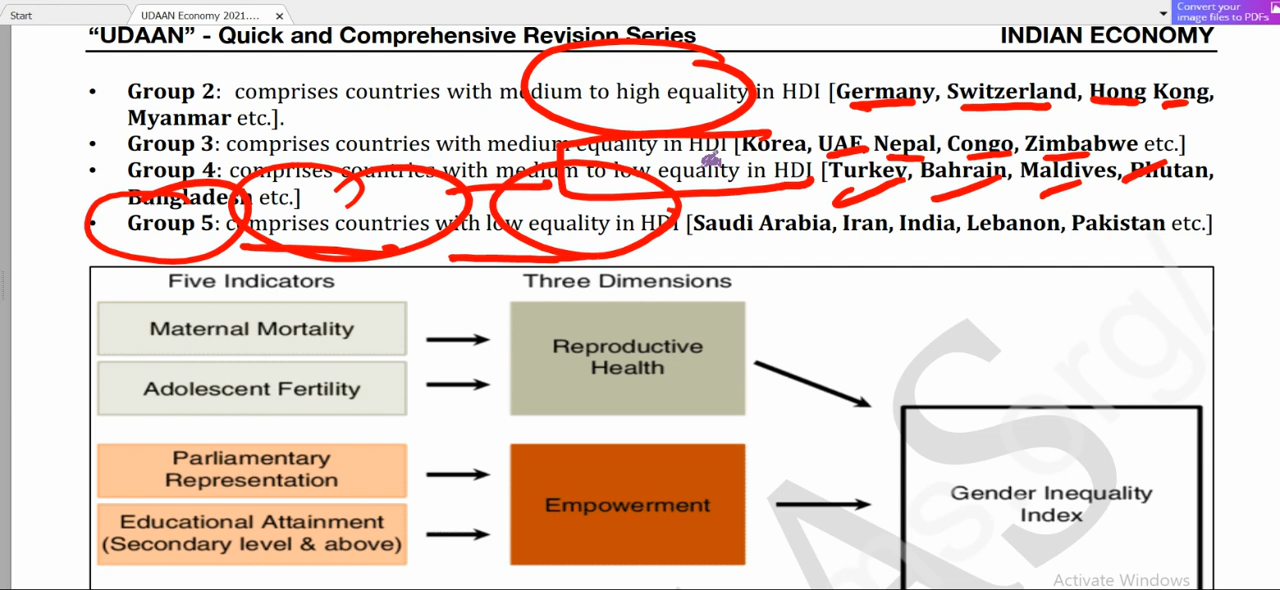 Start
UDAAN Economy 2021....
Convert your
image files to PDFs
“UDAAN” - Quick and Comprehensive Revision Series INDIAN ECONOMY
• Group 2: comprises countries with medium to high equality in HDI [Germany, Switzerland, Hong Kong,
Myanmar etc.].
• Group 3: comprises countries with medium equality in HDI [Korea, UAE, Nepal, Congo, Zimbabwe etc.]
• Group 4: comprises countries with medium to low equality in HDI [Turkey, Bahrain, Maldives, Bhutan,
Bangladesh etc.]
• Group 5: comprises countries with low equality in HDI [Saudi Arabia, Iran, India, Lebanon, Pakistan etc.]
Five Indicators
Three Dimensions
Maternal Mortality
Adolescent Fertility
Reproductive
Health
Parliamentary
Representation
Educational Attainment
(Secondary level & above)
Empowerment
Gender Inequality
Index
Activate Windows